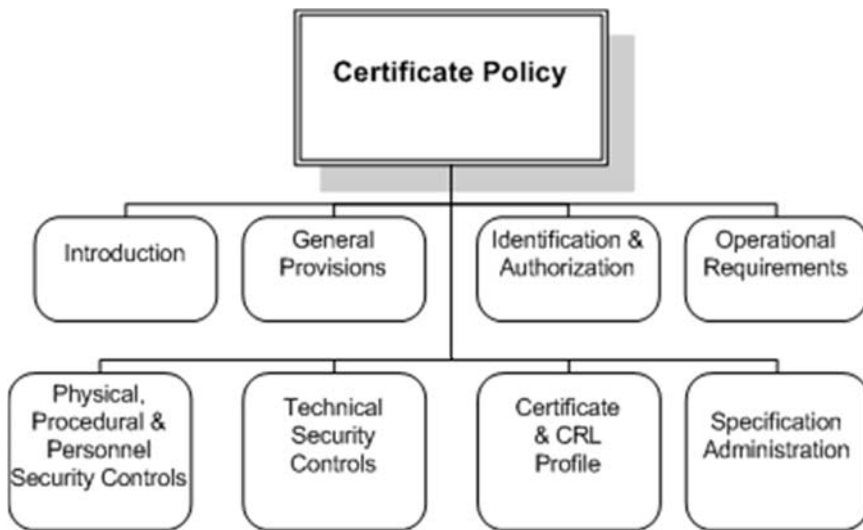 Certificate Policy
Introduction
General
Provisions
Identification &
Authorization
Operational
Requirements
Physical,
Procedural &
Personnel
Security Controls
Technical
Security
Controls
Certificate
& CRL
Profile
Specification
Administration